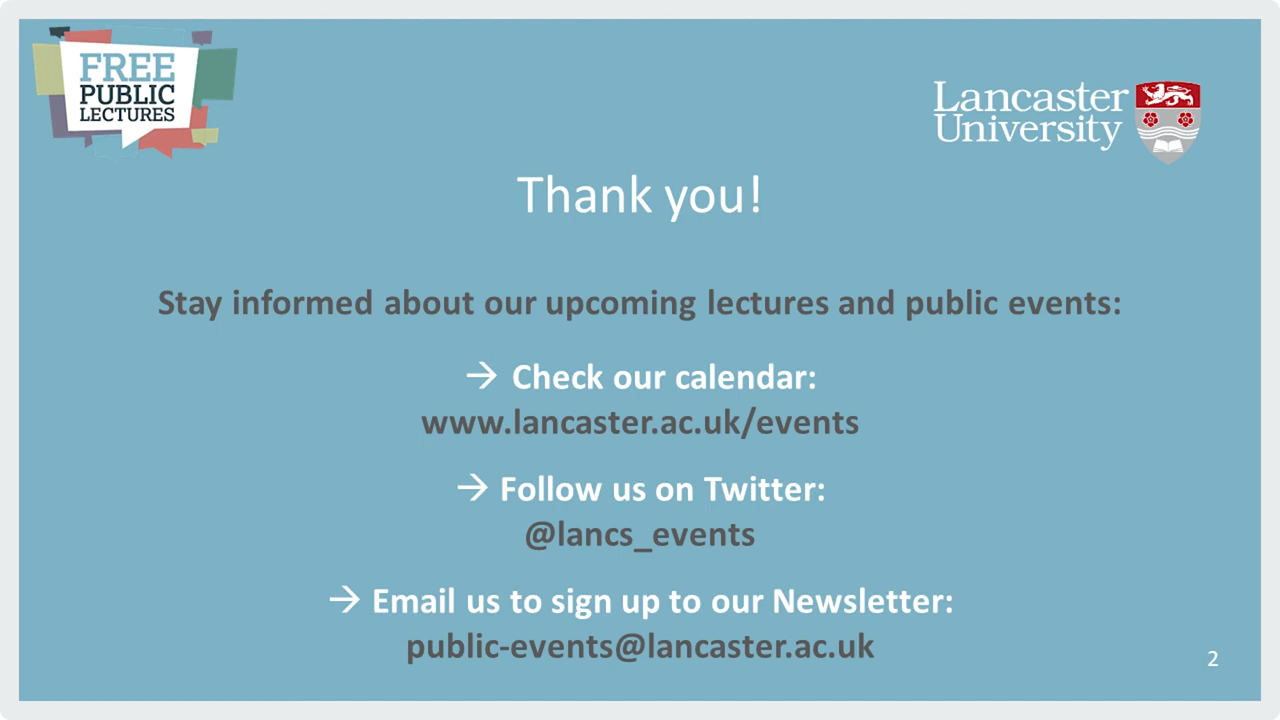 FREE
PUBLIC
LECTURES
Lancaster
University
Thank you!
Stay informed about our upcoming lectures and public events:
→ Check our calendar:
www.lancaster.ac.uk/events
→ Follow us on Twitter:
@lancs_events
→ Email us to sign up to our Newsletter:
public-events@lancaster.ac.uk
2